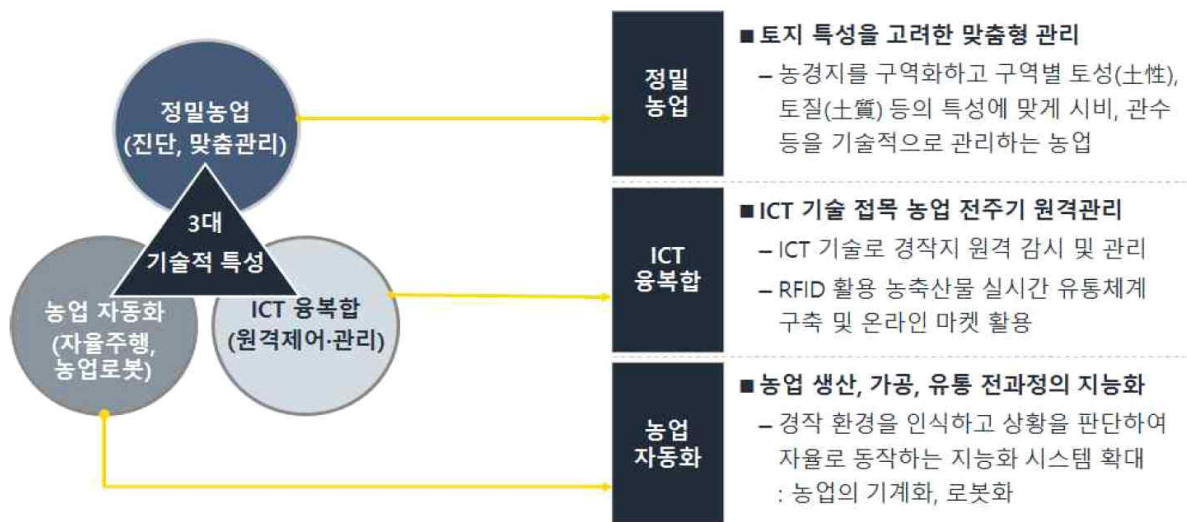 정밀농업
(진단, 맞춤관리)
3대
기술적 특성
농업 자동화
(자율주행,
농업로봇)
ICT 융복합
(원격제어·관리)
정밀
농업
■ 토지 특성을 고려한 맞춤형 관리
– 농경지를 구역화하고 구역별 토성(土性),
토질(土質) 등의 특성에 맞게 시비, 관수
등을 기술적으로 관리하는 농업
ICT
융복합
■ ICT 기술 접목 농업 전주기 원격관리
– ICT 기술로 경작지 원격 감시 및 관리
– RFID 활용 농축산물 실시간 유통체계
구축 및 온라인 마켓 활용
농업
자동화
■ 농업 생산, 가공, 유통 전과정의 지능화
– 경작 환경을 인식하고 상황을 판단하여
자율로 동작하는 지능화 시스템 확대
: 농업의 기계화, 로봇화